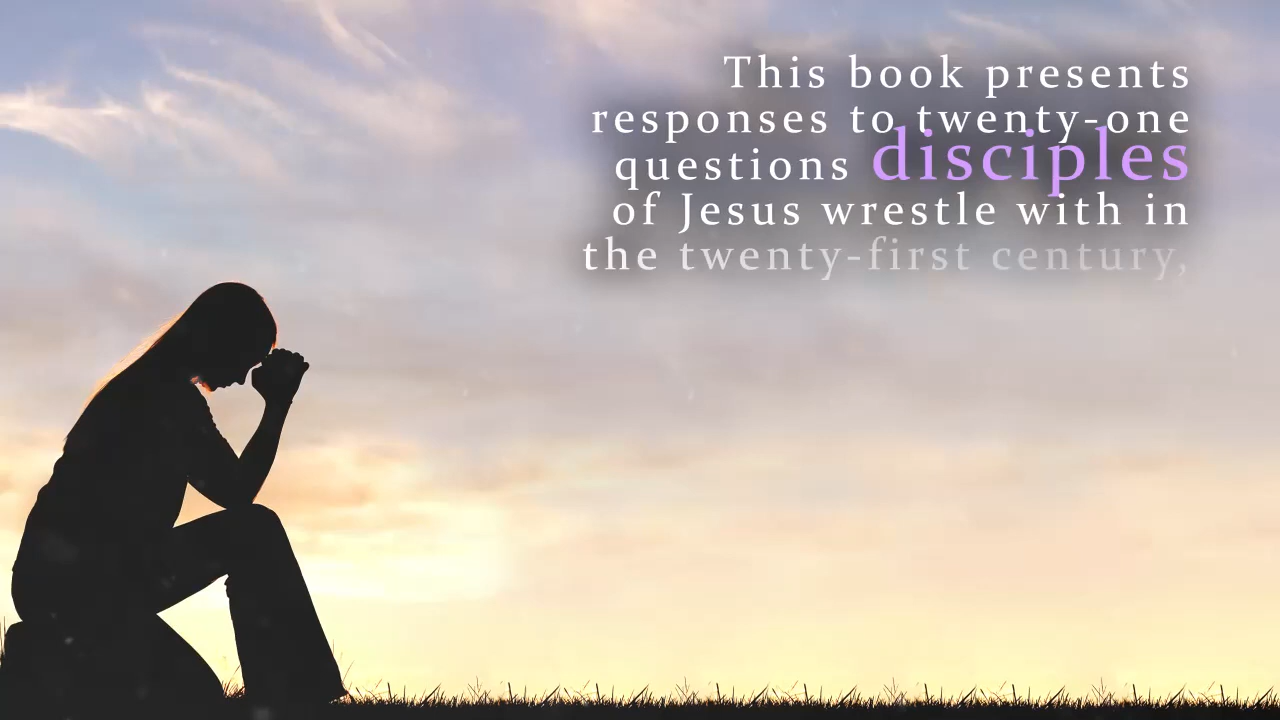 This book presents
responses to twenty-one
questions disciples
of Jesus wrestle with in
the twenty-first century,